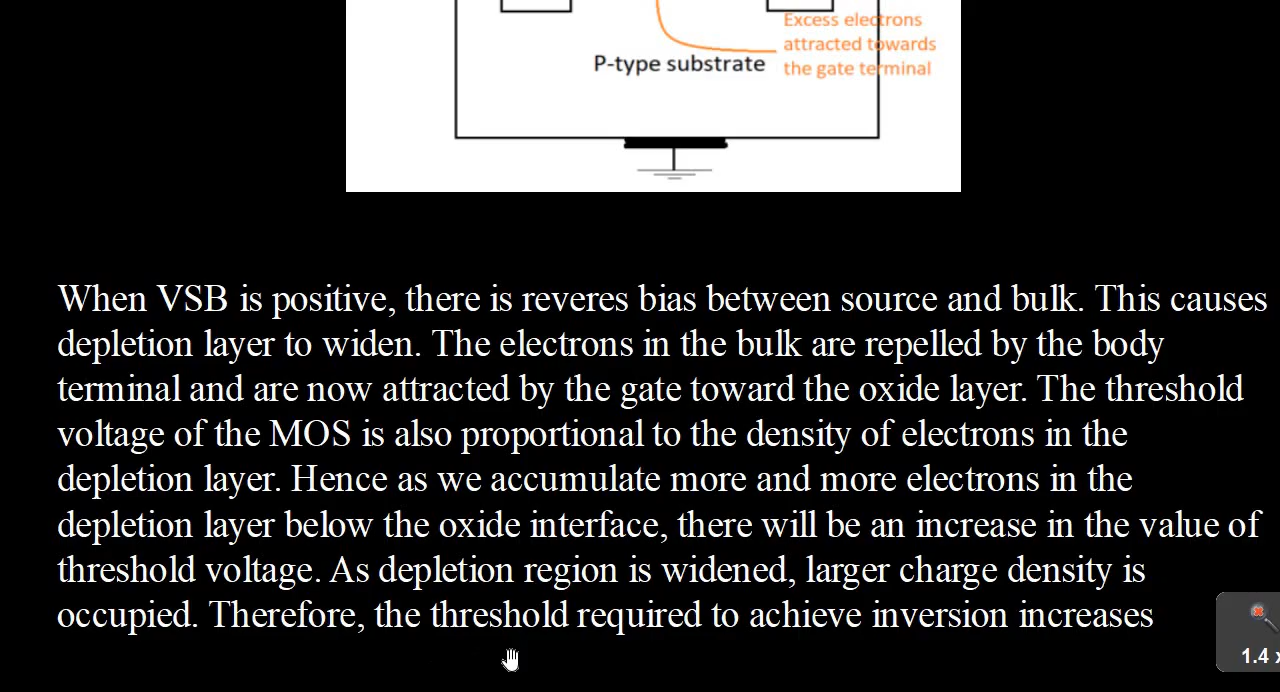 Excess electrons
attracted towards
P-type substrate
the gate terminal
When VSB is positive, there is reveres bias between source and bulk. This causes
depletion layer to widen. The electrons in the bulk are repelled by the body
terminal and are now attracted by the gate toward the oxide layer. The threshold
voltage of the MOS is also proportional to the density of electrons in the
depletion layer. Hence as we accumulate more and more electrons in the
depletion layer below the oxide interface, there will be an increase in the value of
threshold voltage. As depletion region is widened, larger charge density is
occupied. Therefore, the threshold required to achieve inversion increases
1.4 x